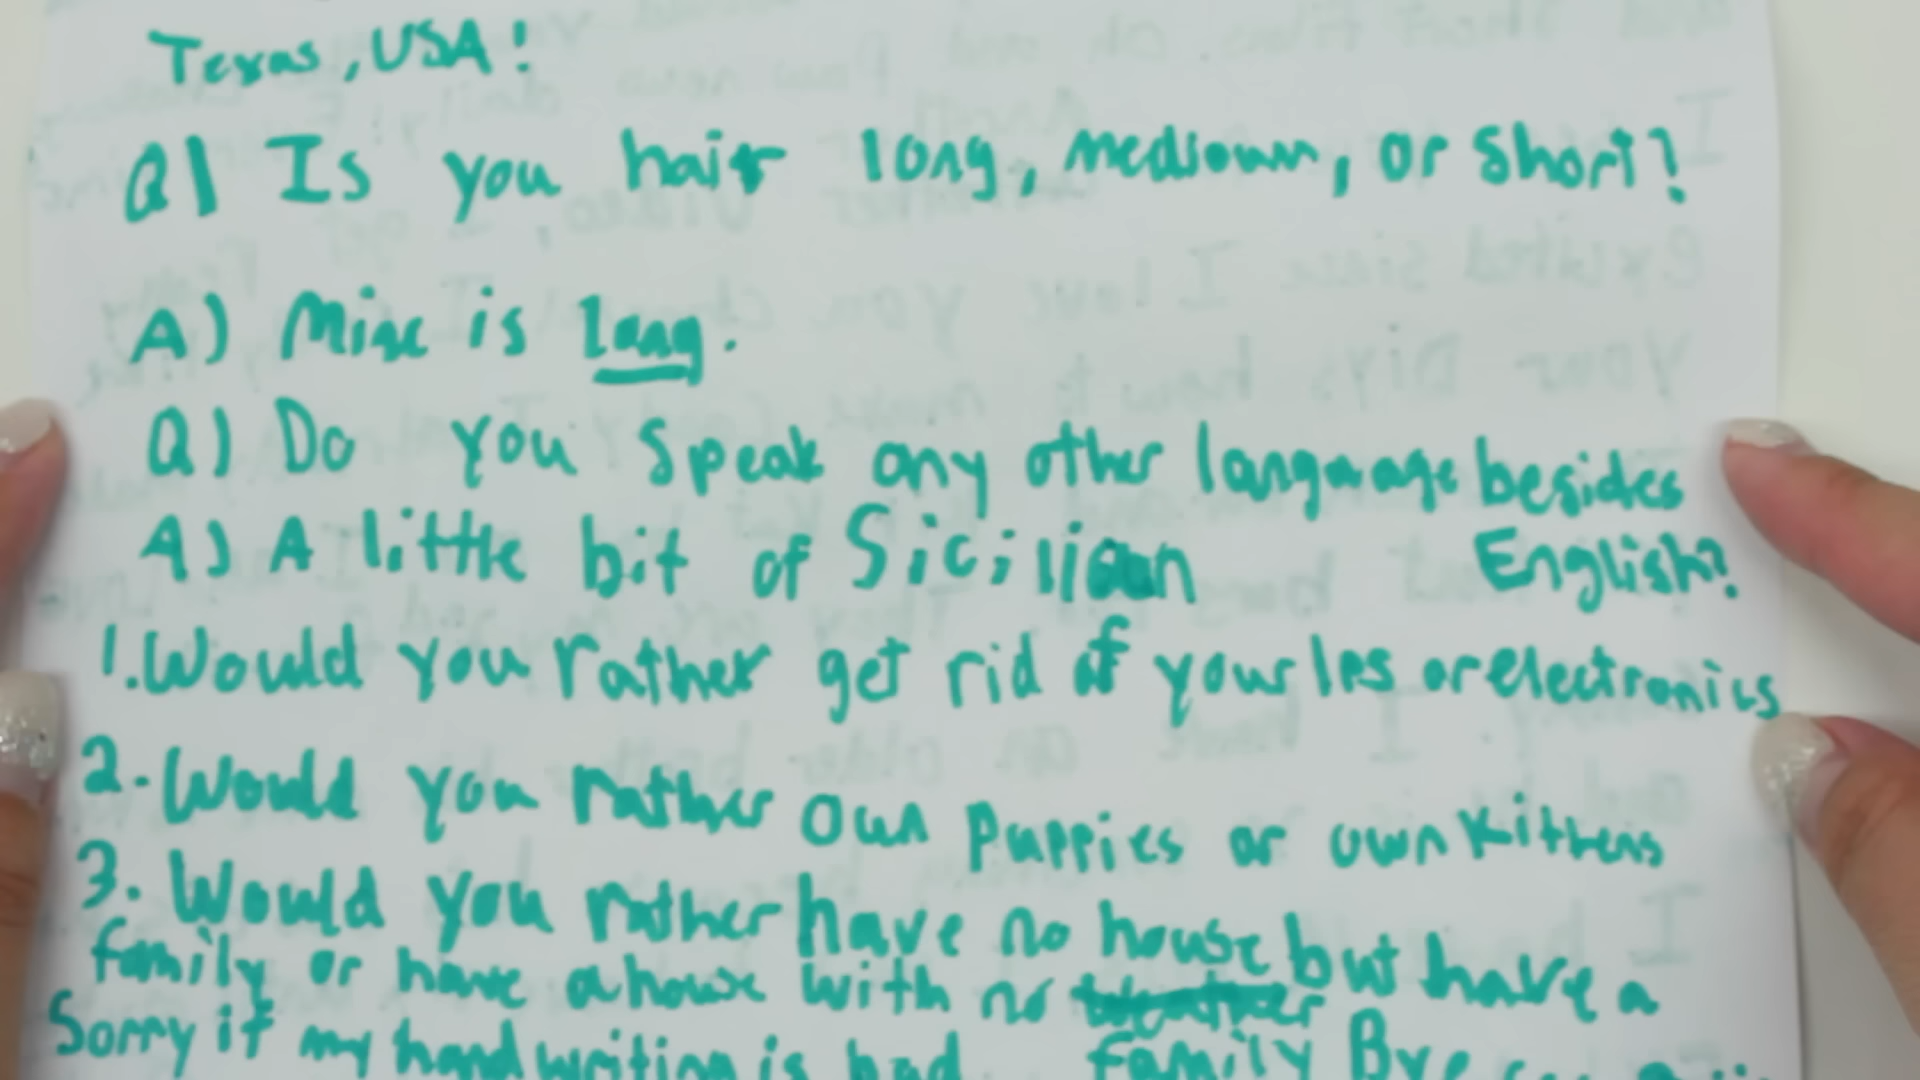 Texas, USA!
Q) Is you hair long, medioum, or short?
A) Mine is long.
Q) Do you speak any other language besides
English?
A) A little bit of Sicilian
1. Would you rather get rid of your lps or electronics
2. Would you rather own puppies or own kittens
3. Would you rather have no house but have a
family or have a house with no
family Bye
Sorry if my handwriting is bad